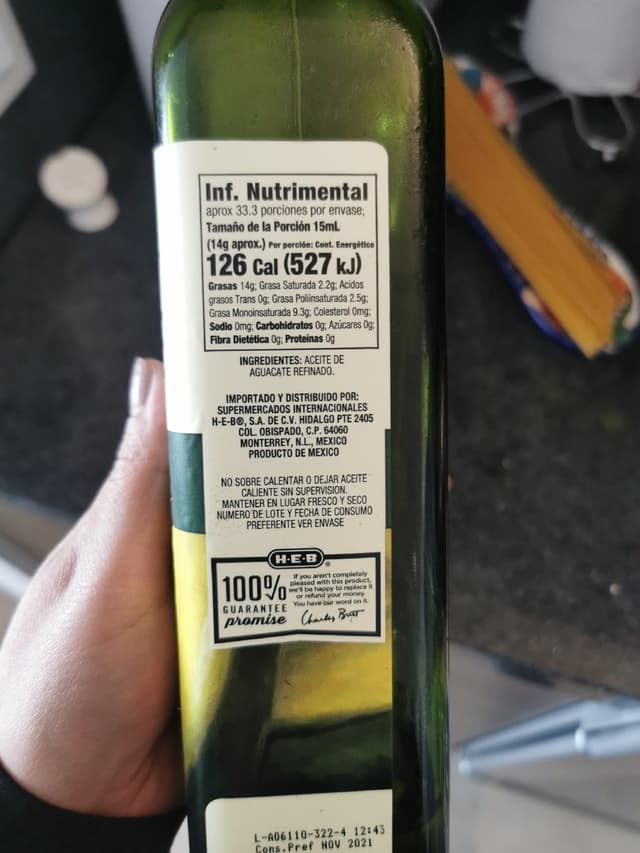 Inf. Nutrimental
aprox 33.3 porciones por envase;
Tamaño de la Porción 15mL
(14g aprox.) Por porción: Cont. Energético
126 Cal (527 kJ)
Grasas 14g; Grasa Saturada 2.2g; Acidos
grasos Trans 0g; Grasa Poliinsaturada 2.5g;
Grasa Monoinsaturada 9.3g; Colesterol 0mg;
Sodio 0mg; Carbohidratos 0g; Azúcares 0g;
Fibra Dietética 0g; Proteínas 0g
INGREDIENTES: ACEITE DE
AGUACATE REFINADO.
IMPORTADO Y DISTRIBUIDO POR:
SUPERMERCADOS INTERNACIONALES
H-E-B®, S.A. DE C.V. HIDALGO PTE 2405
COL. OBISPADO, C.P. 64060
MONTERREY, N.L., MEXICO
PRODUCTO DE MEXICO
NO SOBRE CALENTAR O DEJAR ACEITE
CALIENTE SIN SUPERVISION.
MANTENER EN LUGAR FRESCO Y SECO
NUMERO DE LOTE Y FECHA DE CONSUMO
PREFERENTE VER ENVASE
H-E-B®
100%
GUARANTEE
promise
If you aren't completely
pleased with this product,
we'll be happy to replace it
or refund your money.
You have our word on it.
Charles Butt
L-A06110-322-4 12:43
Cons.Pref NOV 2021